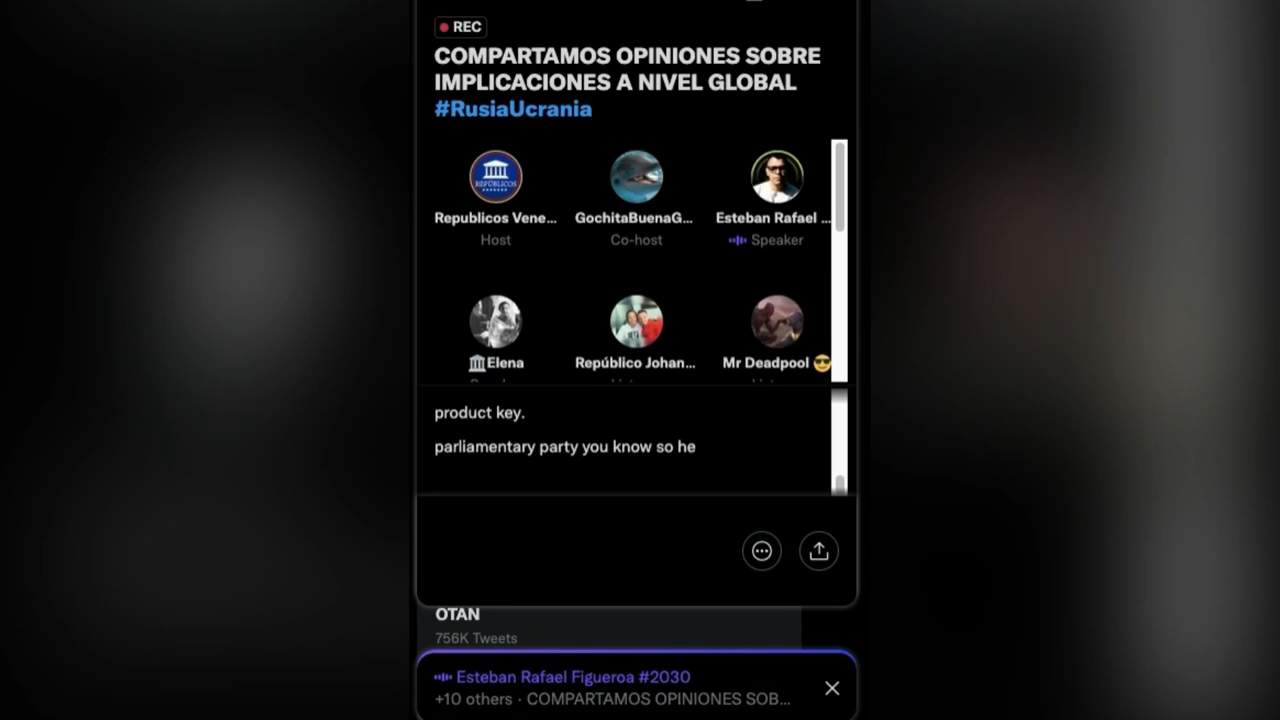 REC
COMPARTAMOS OPINIONES SOBRE
IMPLICACIONES A NIVEL GLOBAL
#RusiaUcrania
REPÚBLICOS
Republicos Vene... GochitaBuenaG... Esteban Rafael ...
Host Co-host Speaker
🏛️Elena Repúblico Johan... Mr Deadpool 😎
product key.
parliamentary party you know so he
OTAN
756K Tweets
Esteban Rafael Figueroa #2030
+10 others · COMPARTAMOS OPINIONES SOB...